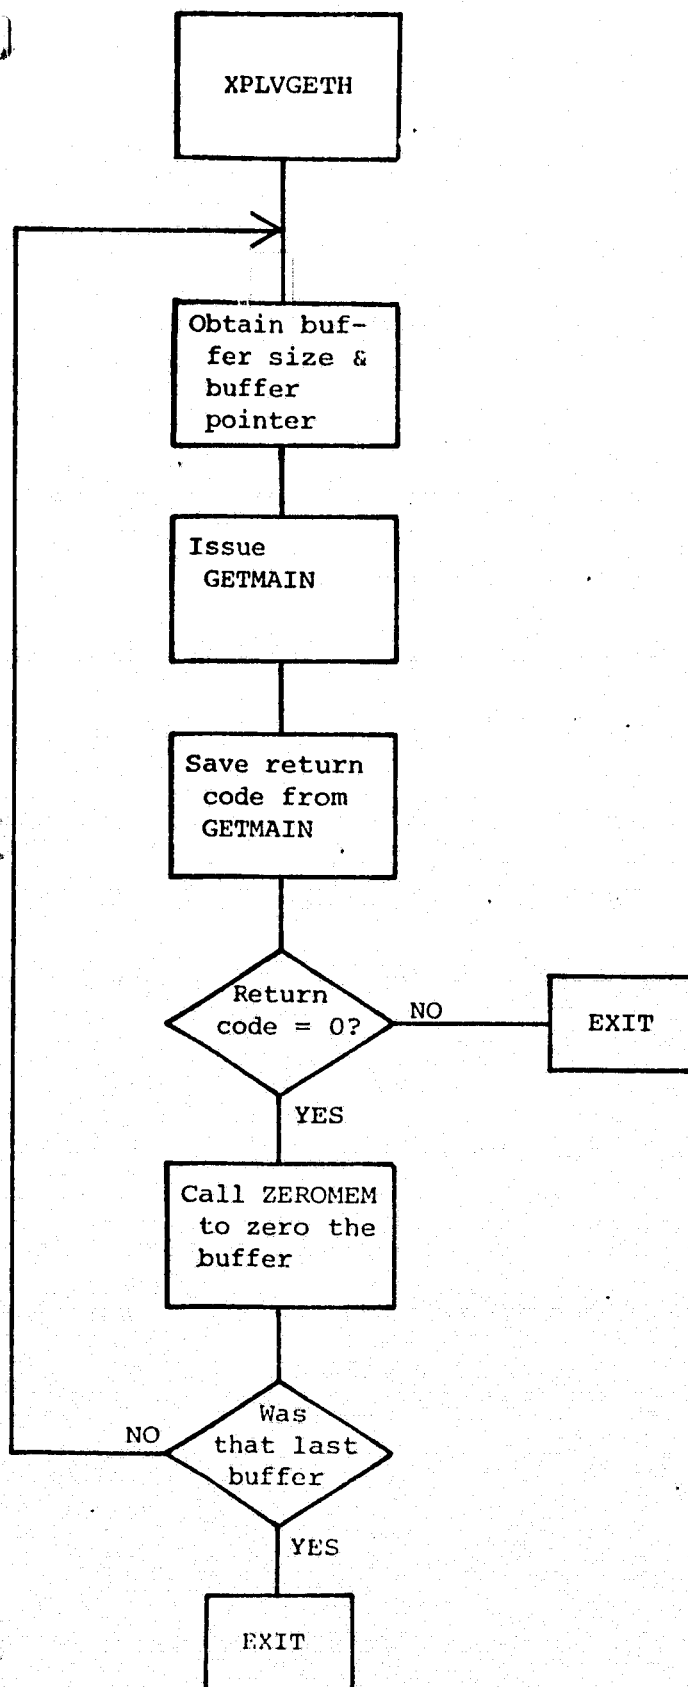 XPLVGETH
Obtain buf-
fer size &
buffer
pointer
Issue
GETMAIN
Save return
code from
GETMAIN
Return
code = 0?
NO
EXIT
YES
Call ZEROMEM
to zero the
buffer
Was
that last
buffer
NO
YES
EXIT